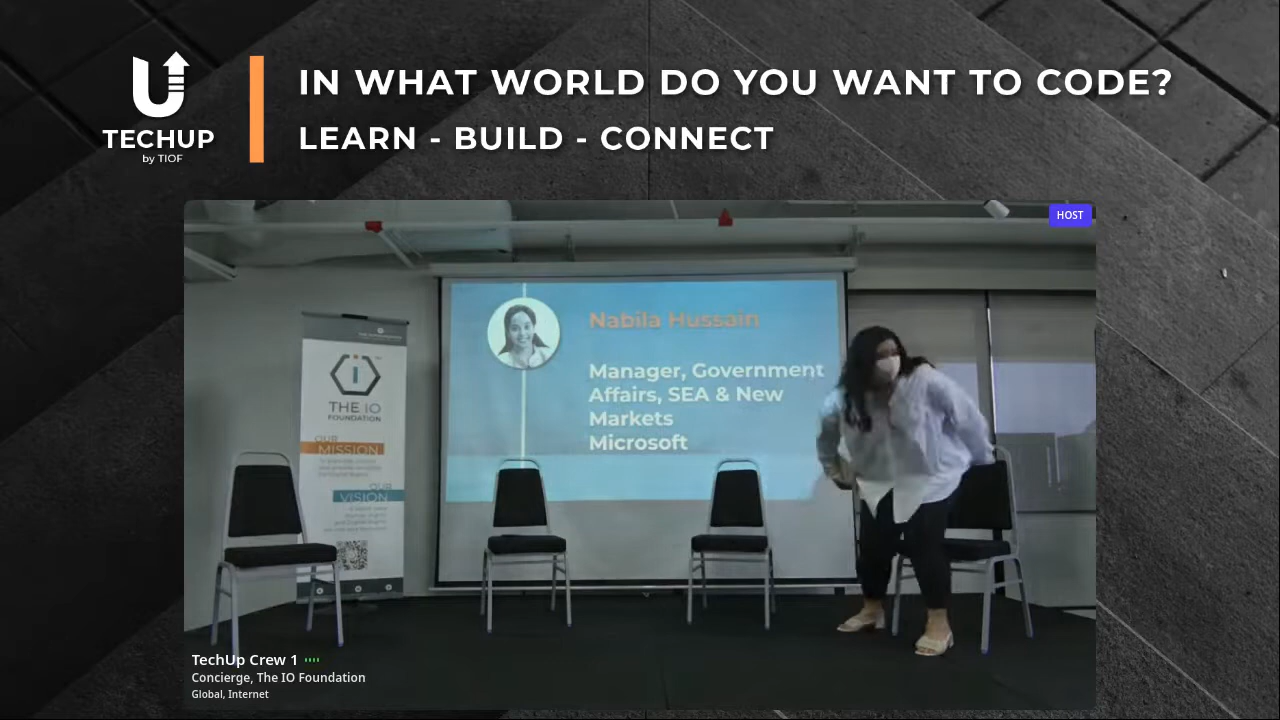 TECHUP
by TIOF
IN WHAT WORLD DO YOU WANT TO CODE?
LEARN - BUILD - CONNECT
HOST
Nabila Hussain
Manager, Government
Affairs, SEA & New
Markets
Microsoft
THE IO
FOUNDATION
OUR
MISSION
OUR
VISION
TechUp Crew 1
Concierge, The IO Foundation
Global, Internet